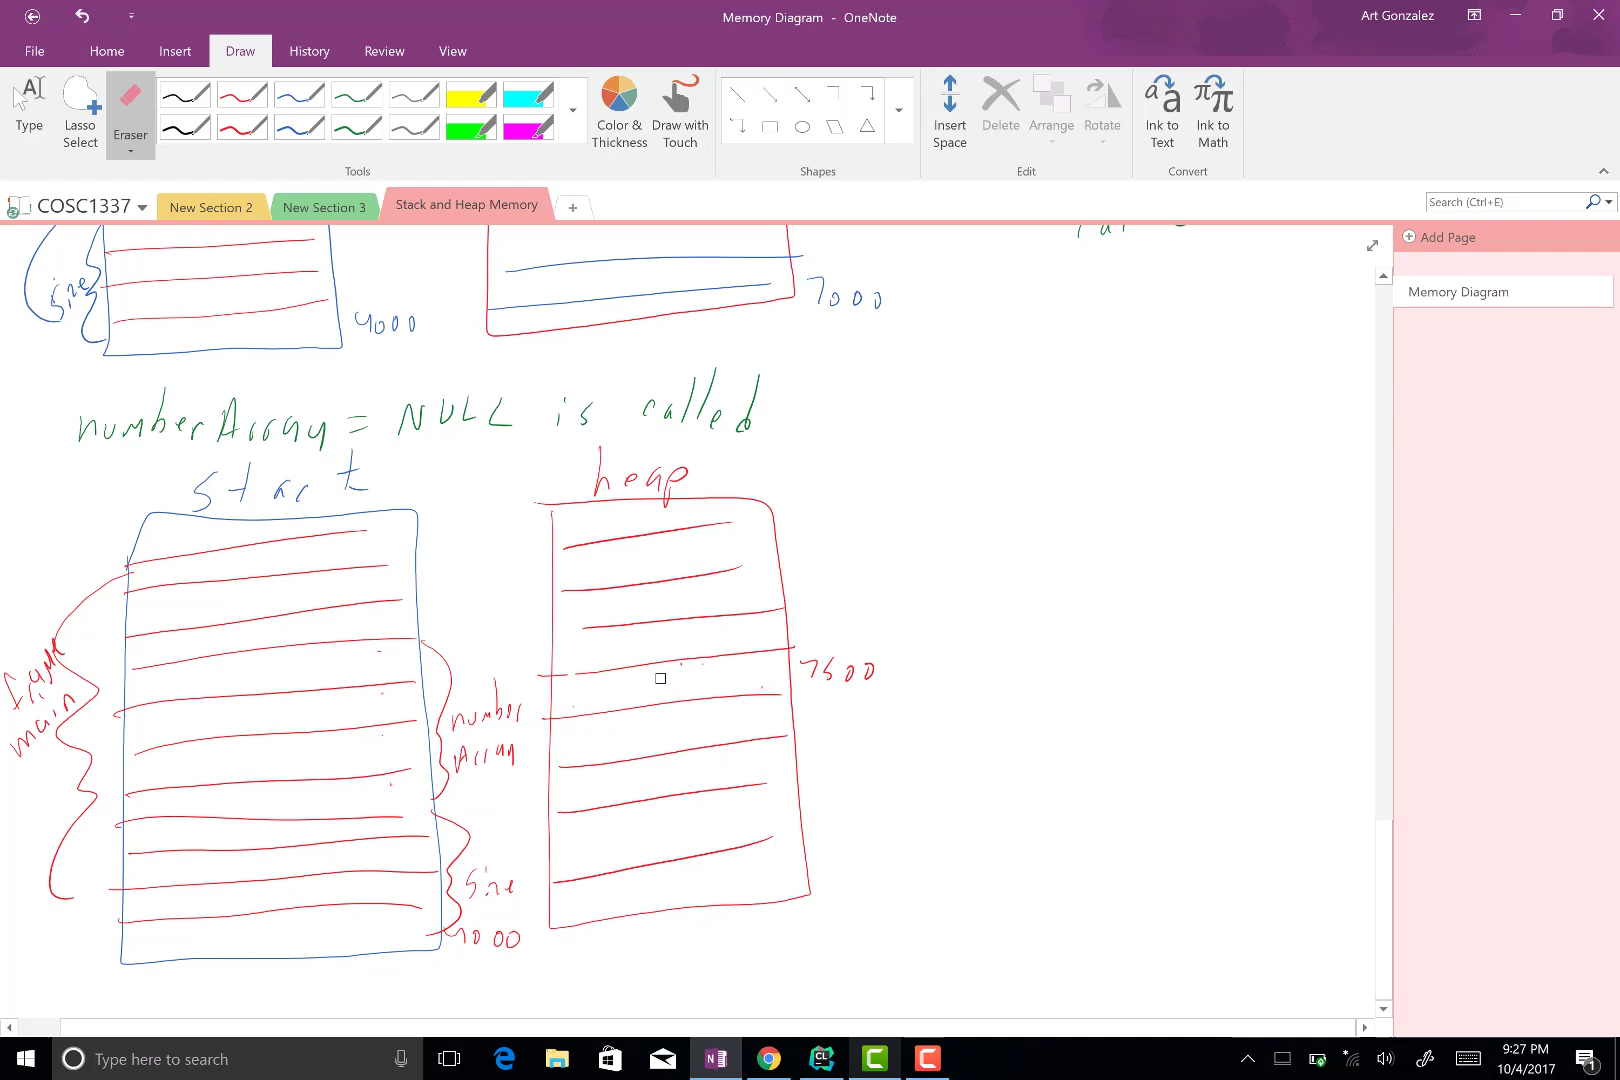 Memory Diagram - OneNote
Art Gonzalez
File Home Insert Draw History Review View
Type
Lasso Select
Eraser
Color & Thickness
Draw with Touch
Insert Space
Delete
Arrange
Rotate
Ink to Text
Ink to Math
Tools
Shapes
Edit
Convert
COSC1337
New Section 2
New Section 3
Stack and Heap Memory
Search (Ctrl+E)
Add Page
Memory Diagram
Size
4000
7000
numberArray = NULL is called
heap
main
number
Array
7500
Size
4000
Type here to search
9:27 PM
10/4/2017